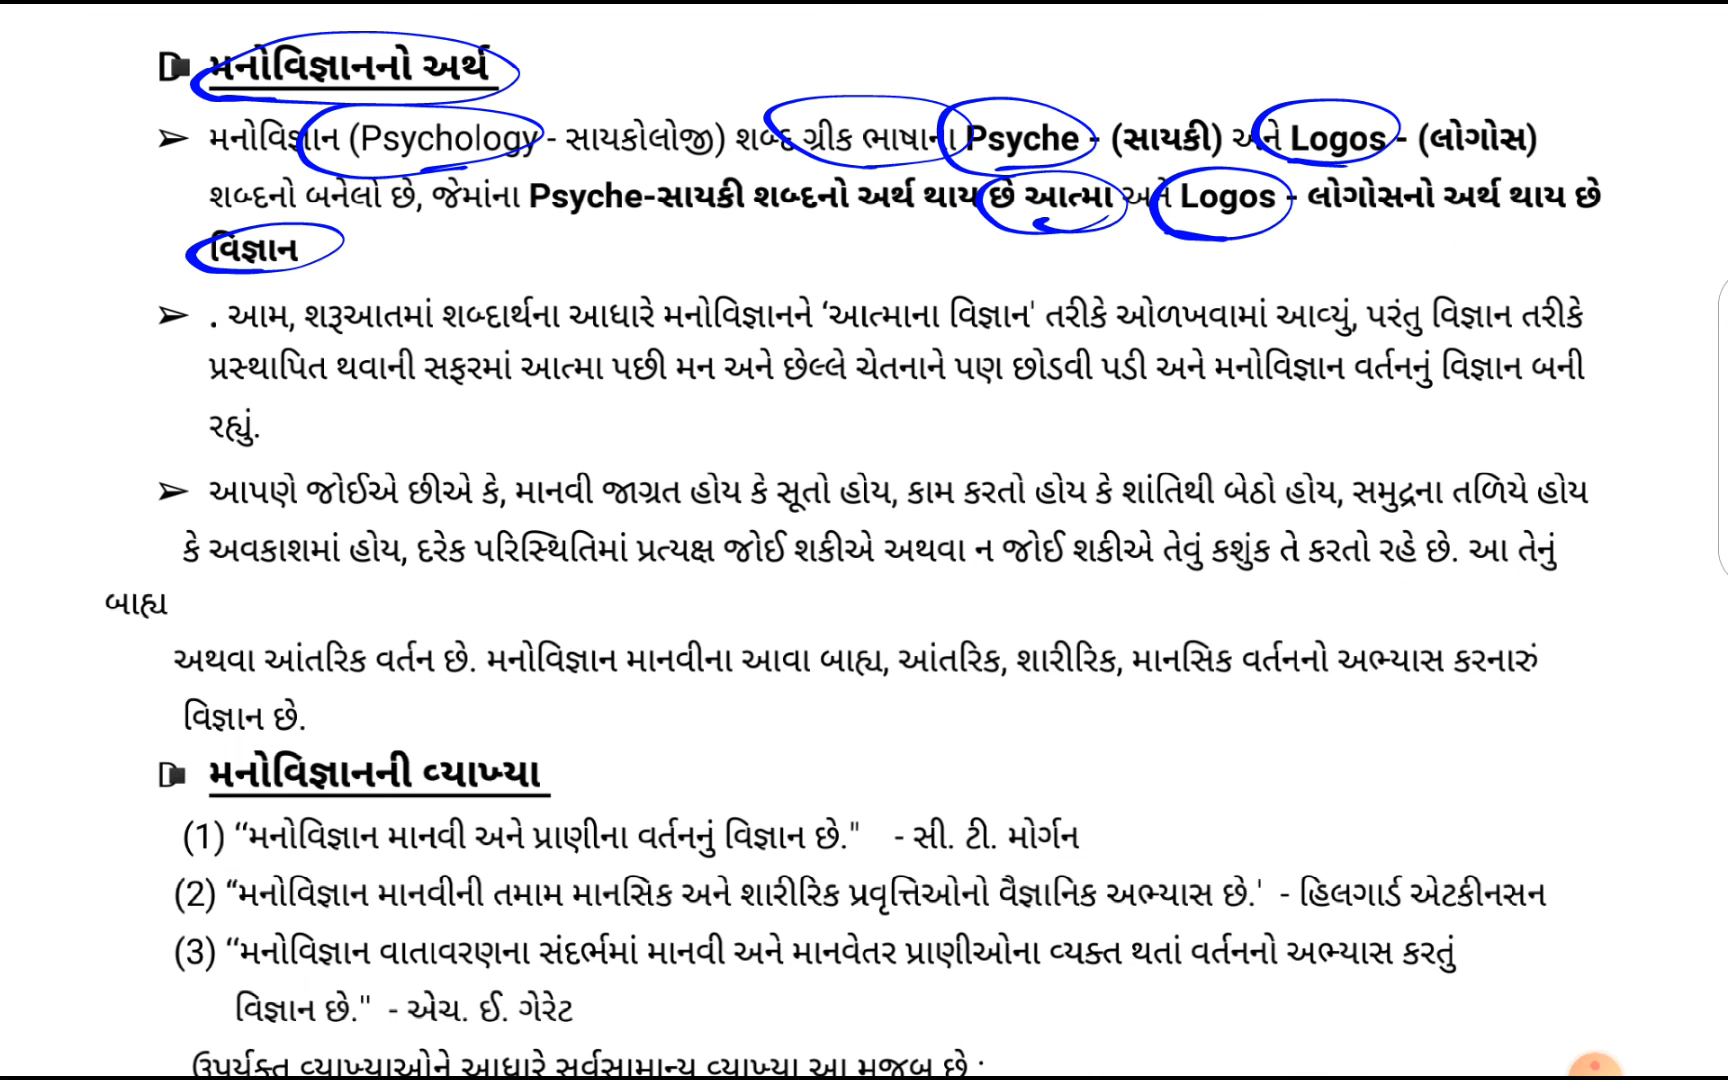 મનોવિજ્ઞાનનો અર્થ
➢ મનોવિજ્ઞાન (Psychology - સાયકોલોજી) શબ્દ ગ્રીક ભાષાના Psyche - (સાયકી) અને Logos - (લોગોસ)
શબ્દનો બનેલો છે, જેમાંના Psyche-સાયકી શબ્દનો અર્થ થાય છે આત્મા અને Logos - લોગોસનો અર્થ થાય છે
વિજ્ઞાન
➢ . આમ, શરૂઆતમાં શબ્દાર્થના આધારે મનોવિજ્ઞાનને ‘આત્માના વિજ્ઞાન' તરીકે ઓળખવામાં આવ્યું, પરંતુ વિજ્ઞાન તરીકે
પ્રસ્થાપિત થવાની સફરમાં આત્મા પછી મન અને છેલ્લે ચેતનાને પણ છોડવી પડી અને મનોવિજ્ઞાન વર્તનનું વિજ્ઞાન બની
રહ્યું.
➢ આપણે જોઈએ છીએ કે, માનવી જાગ્રત હોય કે સૂતો હોય, કામ કરતો હોય કે શાંતિથી બેઠો હોય, સમુદ્રના તળિયે હોય
કે અવકાશમાં હોય, દરેક પરિસ્થિતિમાં પ્રત્યક્ષ જોઈ શકીએ અથવા ન જોઈ શકીએ તેવું કશુંક તે કરતો રહે છે. આ તેનું
બાહ્ય
અથવા આંતરિક વર્તન છે. મનોવિજ્ઞાન માનવીના આવા બાહ્ય, આંતરિક, શારીરિક, માનસિક વર્તનનો અભ્યાસ કરનારું
વિજ્ઞાન છે.
મનોવિજ્ઞાનની વ્યાખ્યા
(1) “મનોવિજ્ઞાન માનવી અને પ્રાણીના વર્તનનું વિજ્ઞાન છે." - સી. ટી. મોર્ગન
(2) “મનોવિજ્ઞાન માનવીની તમામ માનસિક અને શારીરિક પ્રવૃત્તિઓનો વૈજ્ઞાનિક અભ્યાસ છે.' - હિલગાર્ડ એટકીનસન
(3) “મનોવિજ્ઞાન વાતાવરણના સંદર્ભમાં માનવી અને માનવેતર પ્રાણીઓના વ્યક્ત થતાં વર્તનનો અભ્યાસ કરતું
વિજ્ઞાન છે." - એચ. ઈ. ગેરેટ
ઉપર્યુક્ત વ્યાખ્યાઓને આધારે સર્વસામાન્ય વ્યાખ્યા આ મુજબ છે :